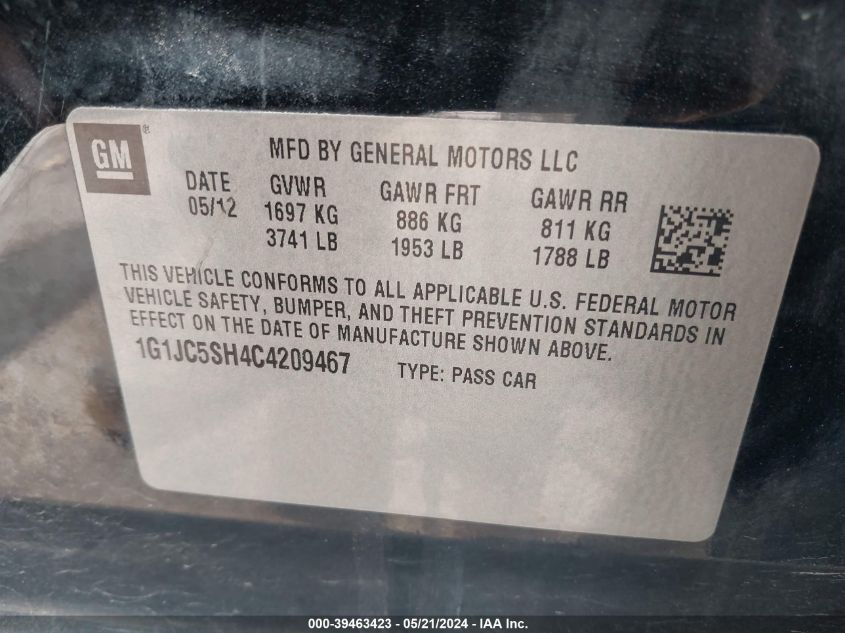 GM®
MFD BY GENERAL MOTORS LLC
DATE GVWR GAWR FRT GAWR RR
05/12 1697 KG 886 KG 811 KG
3741 LB 1953 LB 1788 LB
THIS VEHICLE CONFORMS TO ALL APPLICABLE U.S. FEDERAL MOTOR
VEHICLE SAFETY, BUMPER, AND THEFT PREVENTION STANDARDS IN
EFFECT ON THE DATE OF MANUFACTURE SHOWN ABOVE.
1G1JC5SH4C4209467 TYPE: PASS CAR
000-39463423 - 05/21/2024 - IAA Inc.